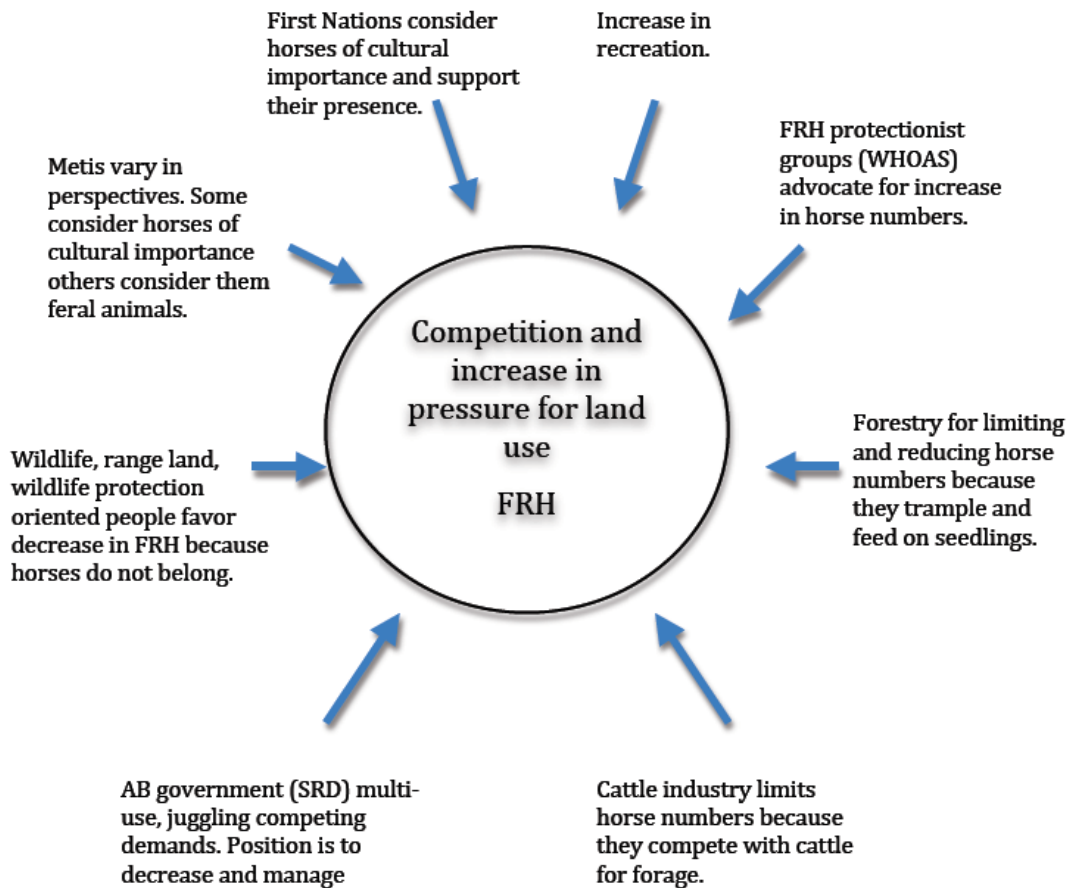 First Nations consider
horses of cultural
importance and support
their presence.
Increase in
recreation.
FRH protectionist
groups (WHOAS)
advocate for increase
in horse numbers.
Metis vary in
perspectives. Some
consider horses of
cultural importance
others consider them
feral animals.
Competition and
increase in
pressure for land
use
FRH
Forestry for limiting
and reducing horse
numbers because
they trample and
feed on seedlings.
Wildlife, range land,
wildlife protection
oriented people favor
decrease in FRH because
horses do not belong.
AB government (SRD) multi-
use, juggling competing
demands. Position is to
decrease and manage
Cattle industry limits
horse numbers because
they compete with cattle
for forage.